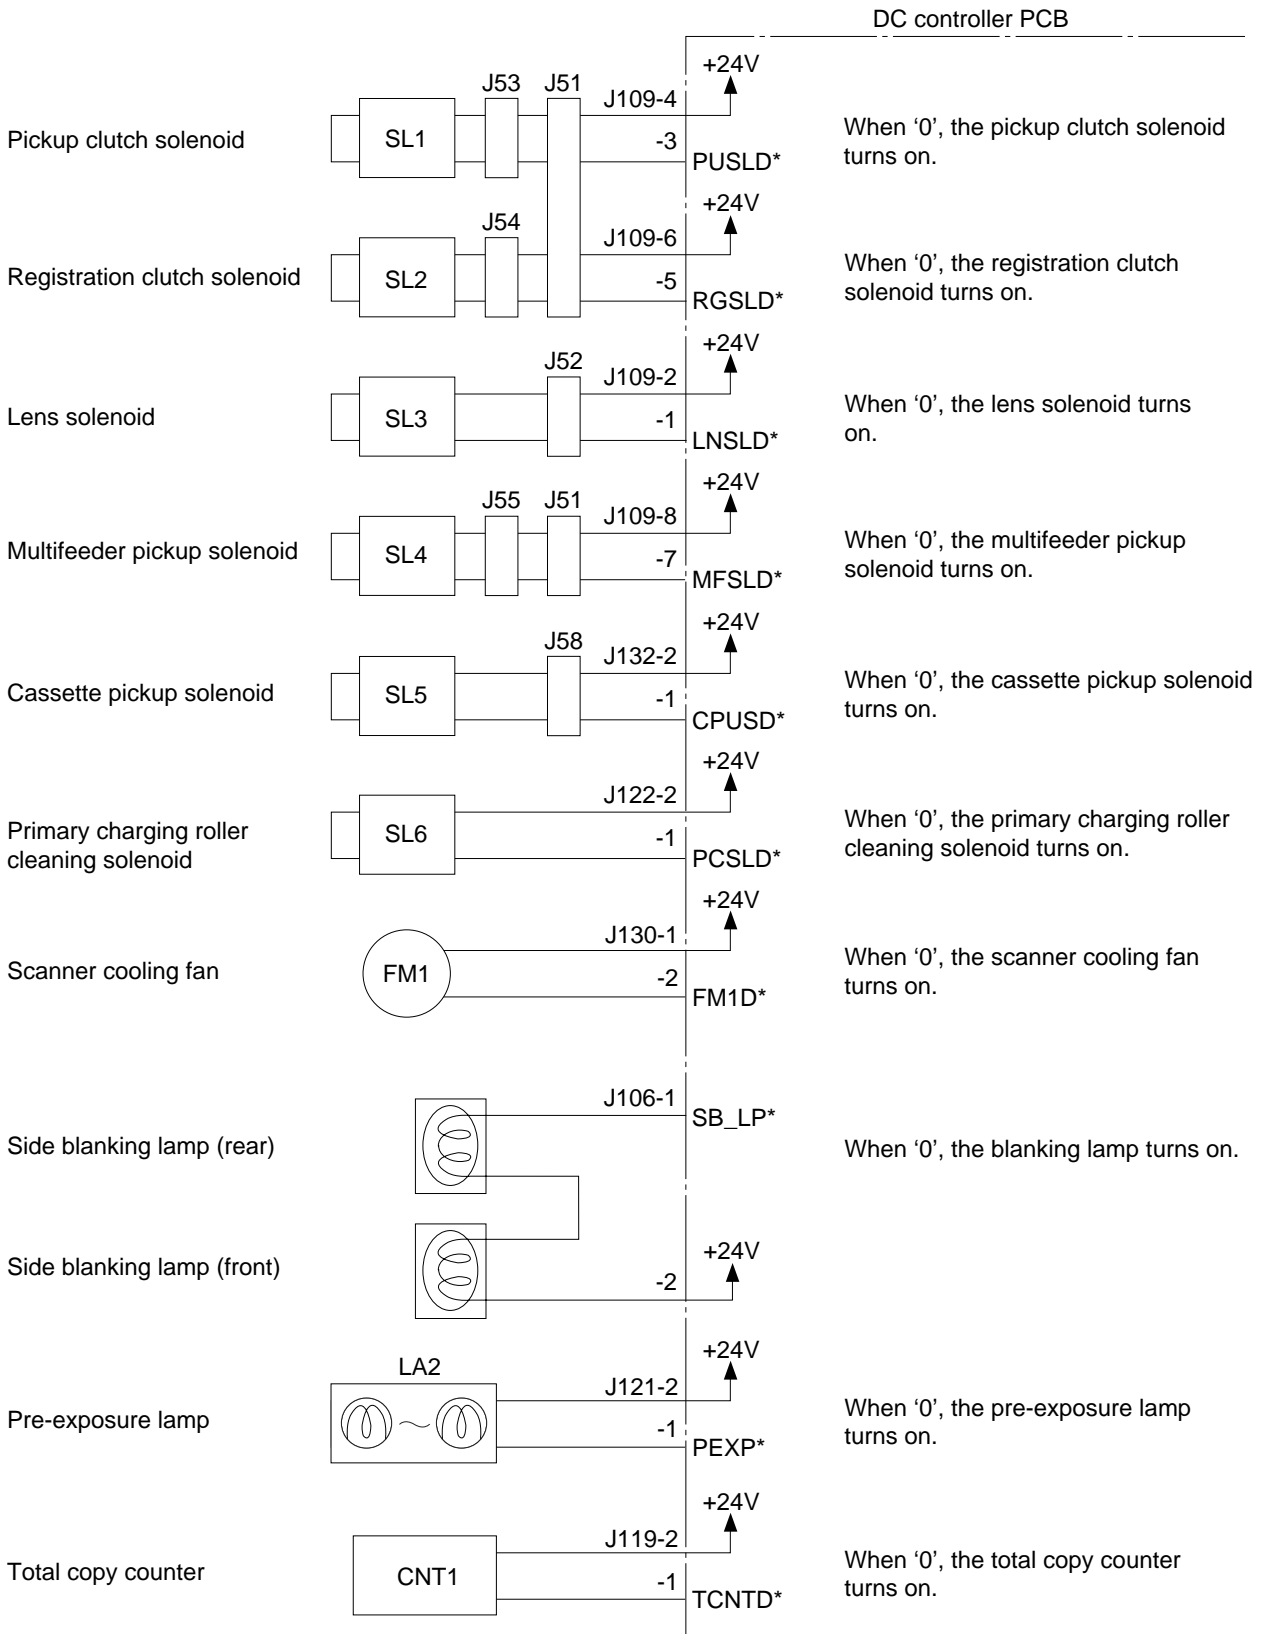 DC controller PCB
+24V
J53 J51
J109-4
Pickup clutch solenoid
SL1
-3
PUSLD*
When ‘0’, the pickup clutch solenoid
turns on.
+24V
J54
J109-6
Registration clutch solenoid
SL2
-5
RGSLD*
When ‘0’, the registration clutch
solenoid turns on.
+24V
J52
J109-2
Lens solenoid
SL3
-1
LNSLD*
When ‘0’, the lens solenoid turns
on.
+24V
J55 J51
J109-8
Multifeeder pickup solenoid
SL4
-7
MFSLD*
When ‘0’, the multifeeder pickup
solenoid turns on.
+24V
J58
J132-2
Cassette pickup solenoid
SL5
-1
CPUSD*
When ‘0’, the cassette pickup solenoid
turns on.
+24V
J122-2
Primary charging roller
cleaning solenoid
SL6
-1
PCSLD*
When ‘0’, the primary charging roller
cleaning solenoid turns on.
+24V
J130-1
Scanner cooling fan
FM1
-2
FM1D*
When ‘0’, the scanner cooling fan
turns on.
J106-1
SB_LP*
Side blanking lamp (rear)
When ‘0’, the blanking lamp turns on.
+24V
Side blanking lamp (front)
-2
+24V
LA2
J121-2
Pre-exposure lamp
-1
PEXP*
When ‘0’, the pre-exposure lamp
turns on.
+24V
J119-2
Total copy counter
CNT1
-1
TCNTD*
When ‘0’, the total copy counter
turns on.